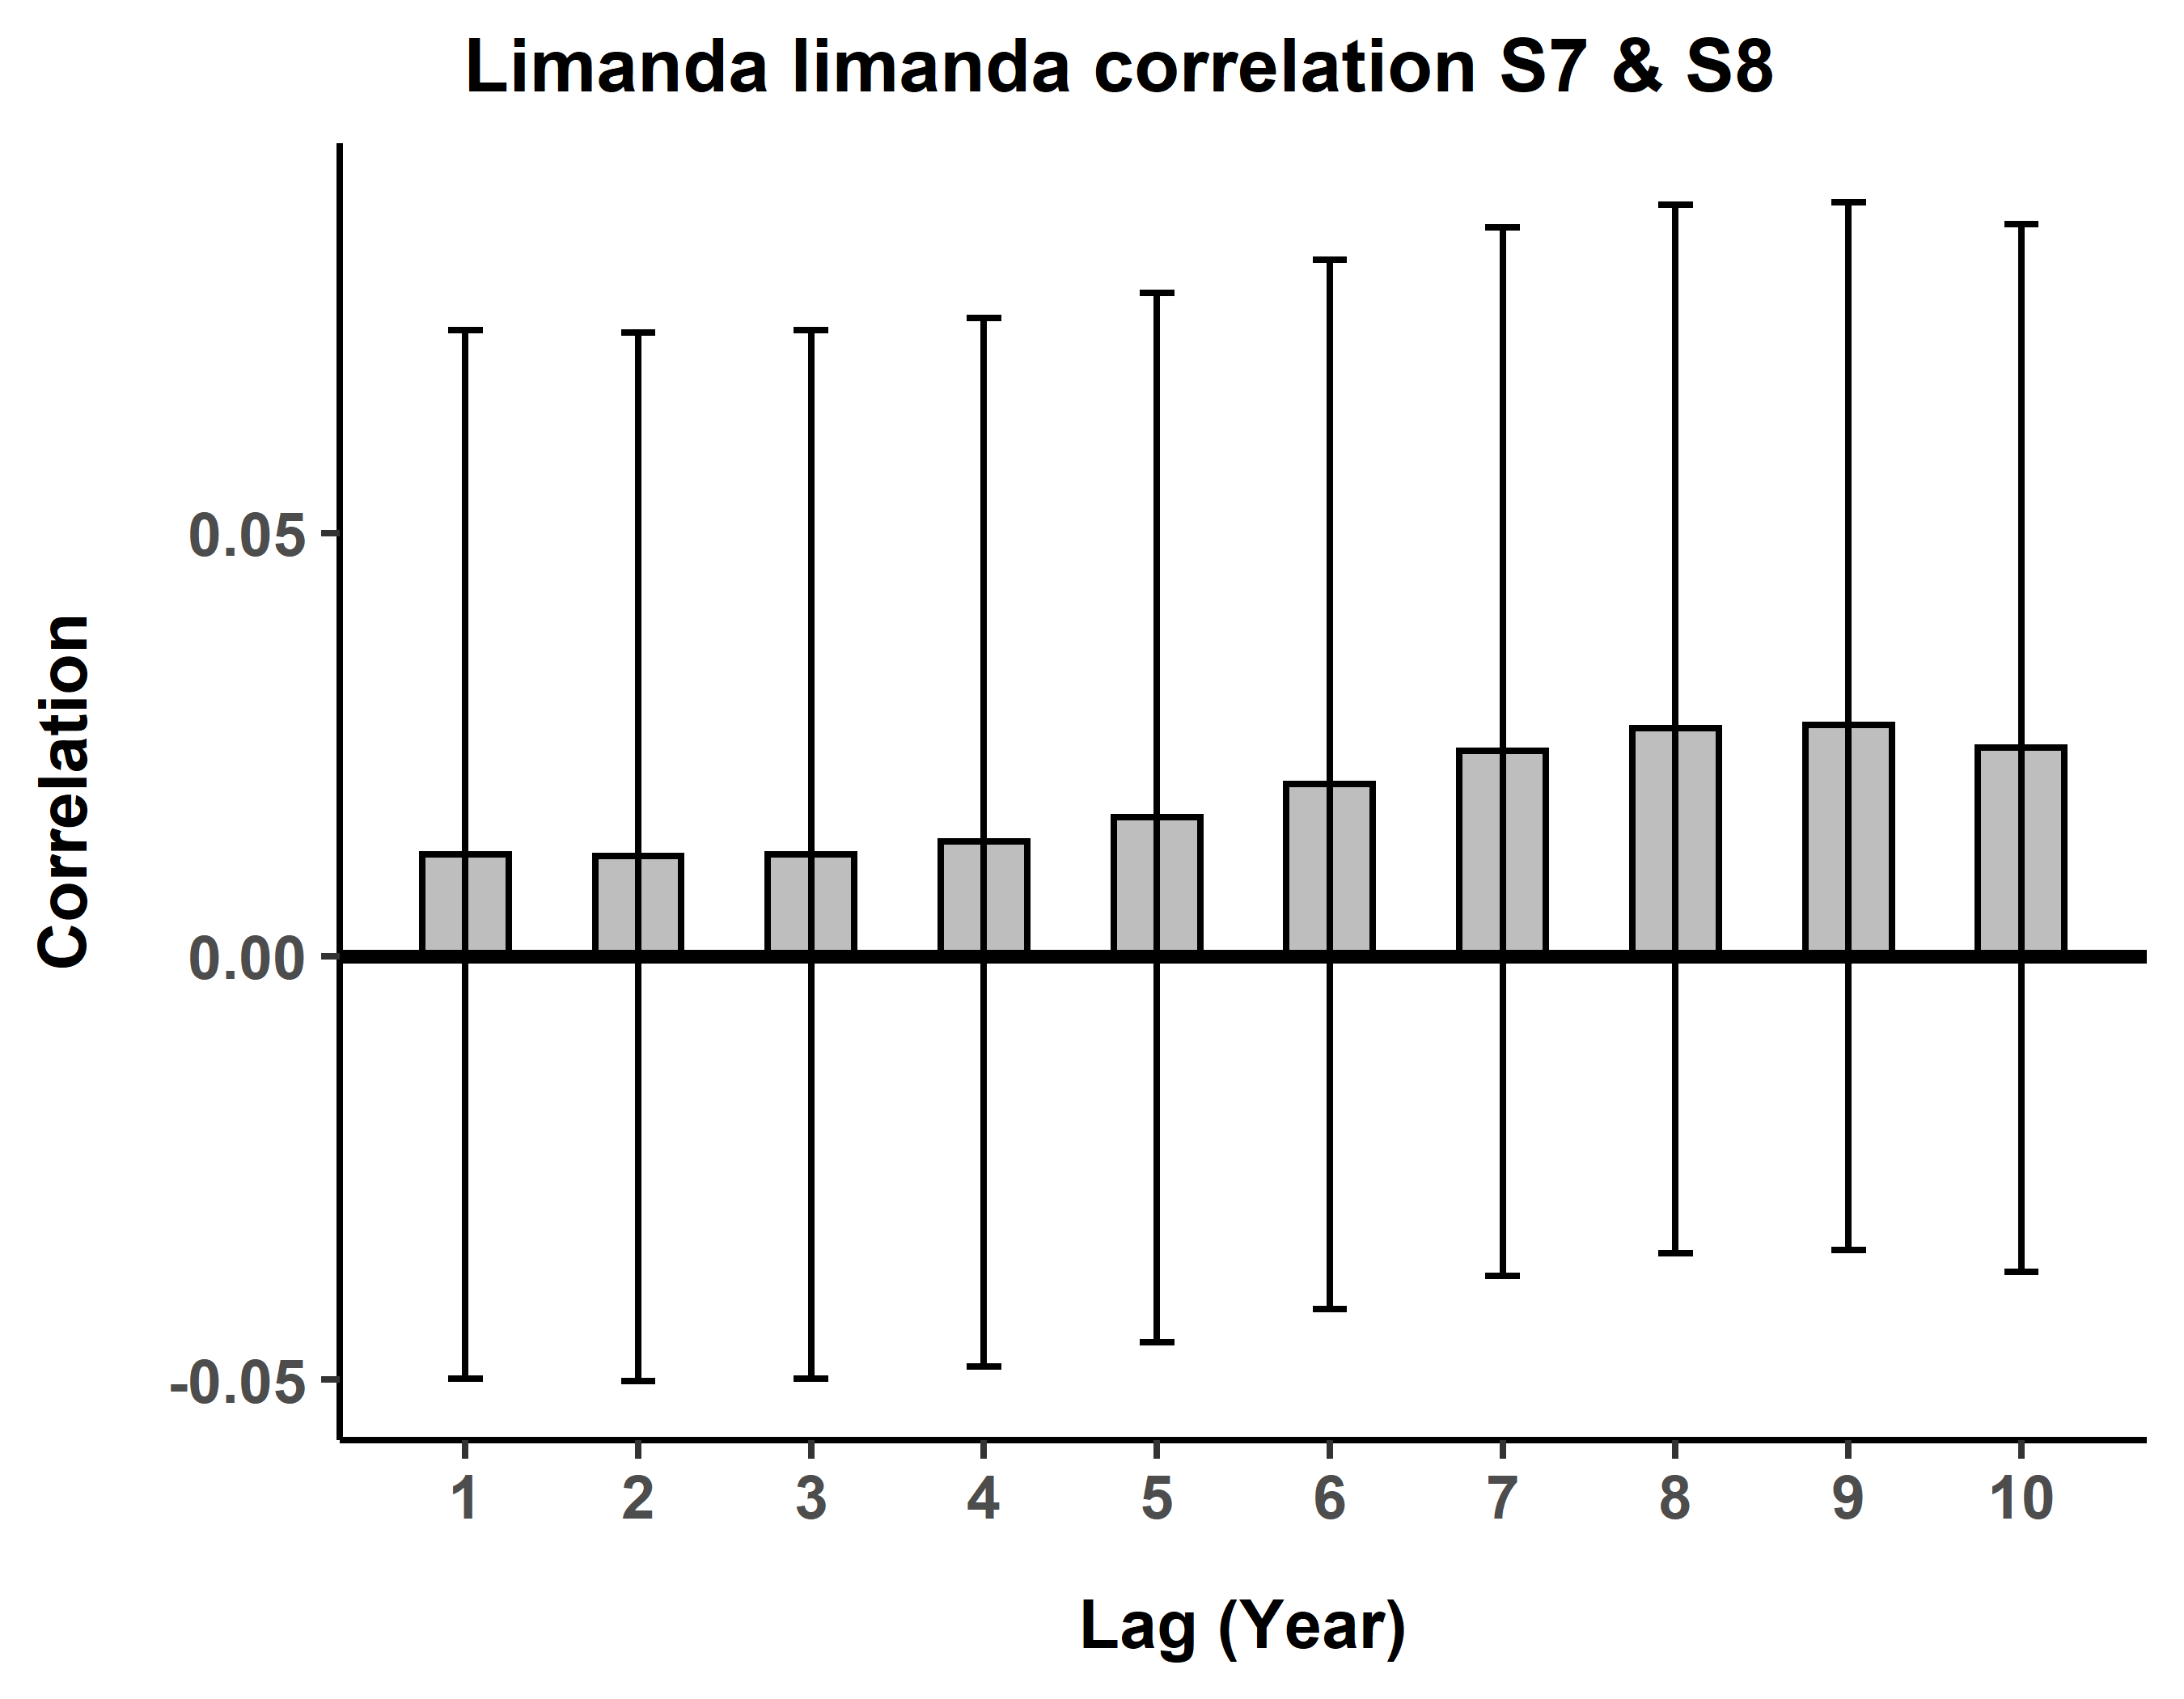 Limanda limanda correlation S7 & S8
Correlation
0.05
0.00
-0.05
1 2 3 4 5 6 7 8 9 10
Lag (Year)